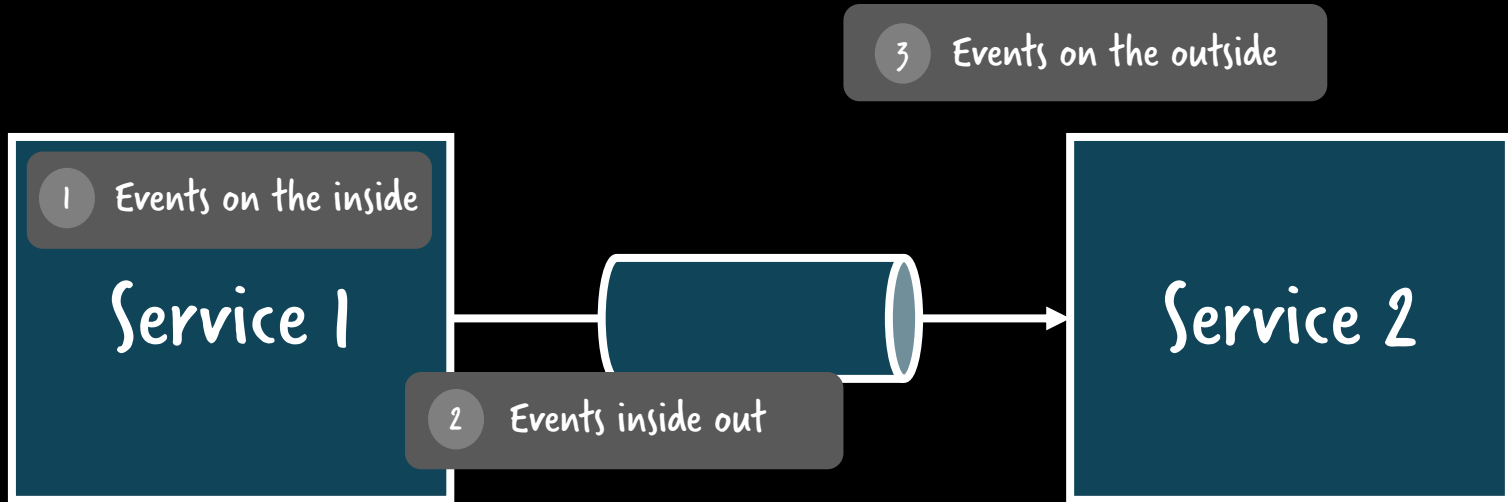 3 Events on the outside
1 Events on the inside
Service 1
Service 2
2 Events inside out